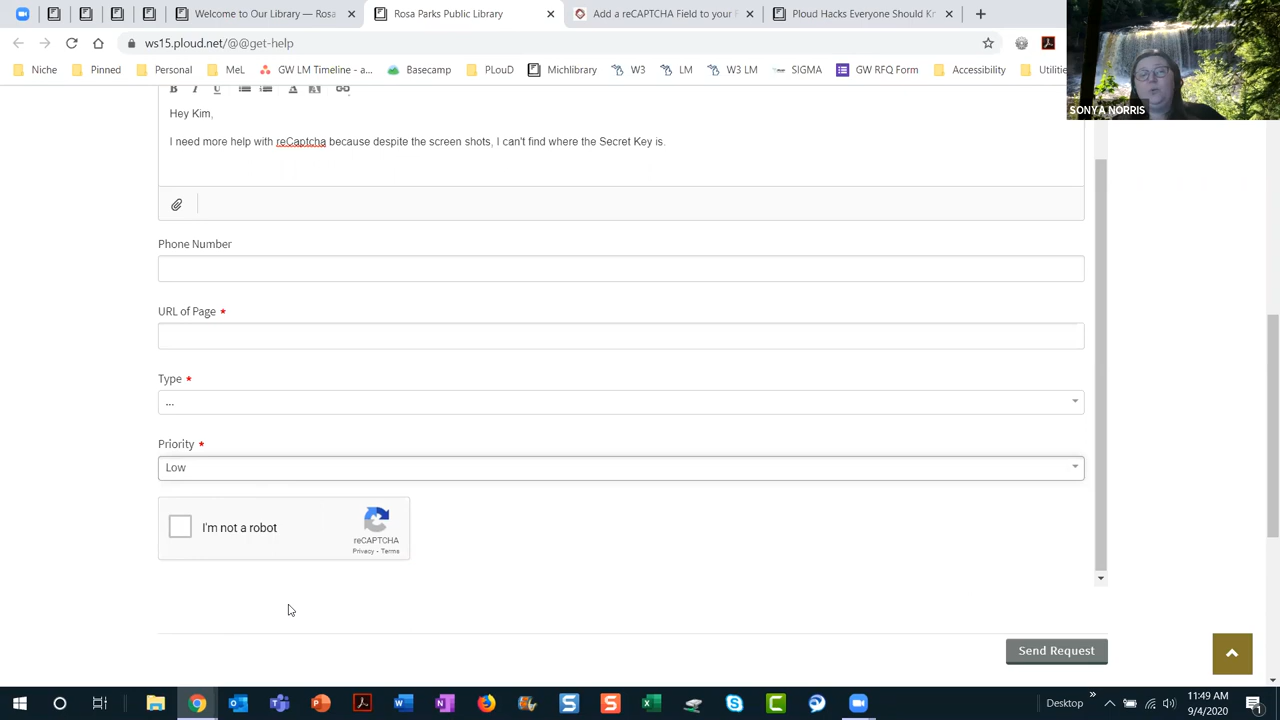 Welcome to Our Library — Rosa
Rosa Parks Public Library
Add a reCAPTCHA Field to your F
Ploud Hacks Everyone Should Kn
ws15.ploud.net/@@get-help
Niche
Pinned
Personal
MeL
GW LM Timeline - a
Basecamp
PLouD
Michlibrary
W
LM
W3 LM
SHSMA
GW RFQ Form
Accessibility
Utilitie
SONYA NORRIS
B I U
Hey Kim,
I need more help with reCaptcha because despite the screen shots, I can't find where the Secret Key is.
Phone Number
URL of Page *
Type *
...
Priority *
Low
I'm not a robot
reCAPTCHA
Privacy - Terms
Send Request
Desktop
11:49 AM
9/4/2020
1